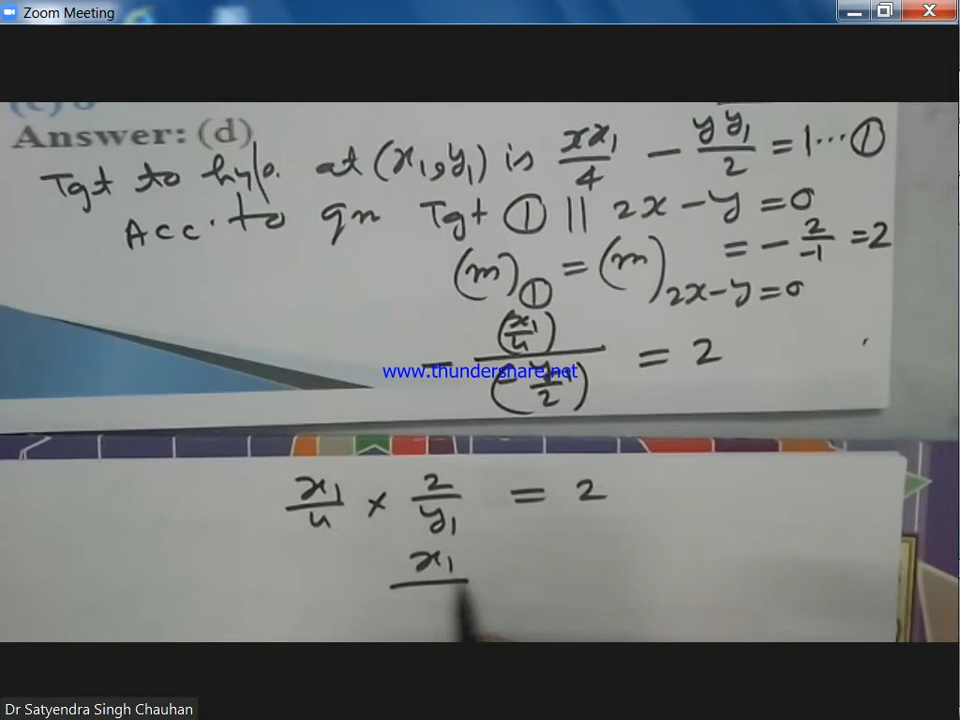 Zoom Meeting
Answer: (d)
Tgt to hyp. at (x₁, y₁) is xx₁/4 - yy₁/2 = 1 ... ①
Acc. to qn Tgt ① || 2x - y = 0
(m)① = (m)2x-y=0 = - 2/-1 = 2
- (x₁/4)/(-y₁/2) = 2
www.thundershare.net
x₁/4 × 2/y₁ = 2
x₁
Dr Satyendra Singh Chauhan